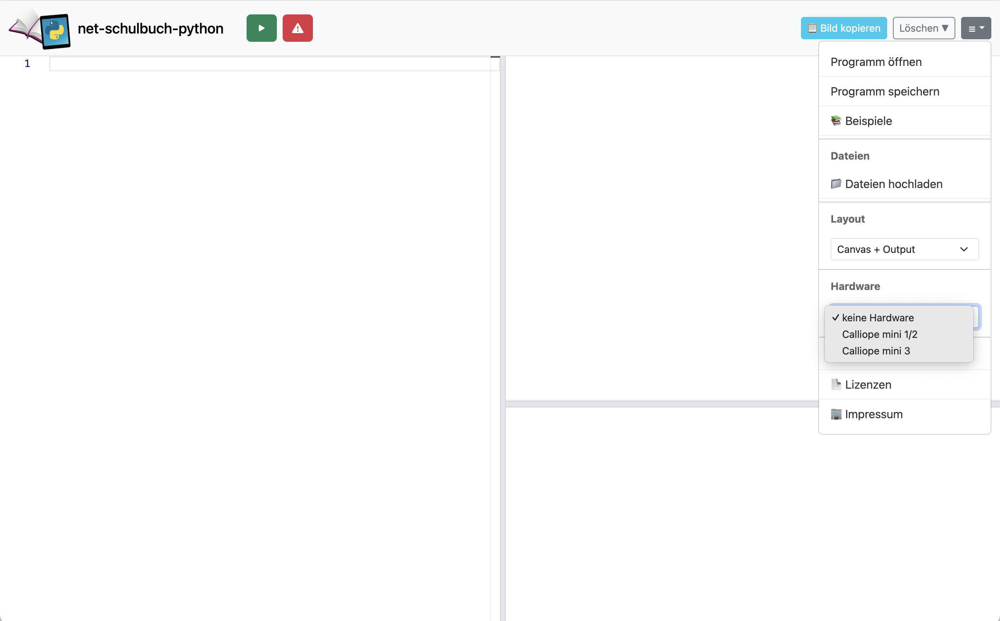 net-schulbuch-python
📋 Bild kopieren
Löschen ▼
1
Programm öffnen
Programm speichern
📚 Beispiele
Dateien
📁 Dateien hochladen
Layout
Canvas + Output
Hardware
✓ keine Hardware
Calliope mini 1/2
Calliope mini 3
📄 Lizenzen
🏢 Impressum